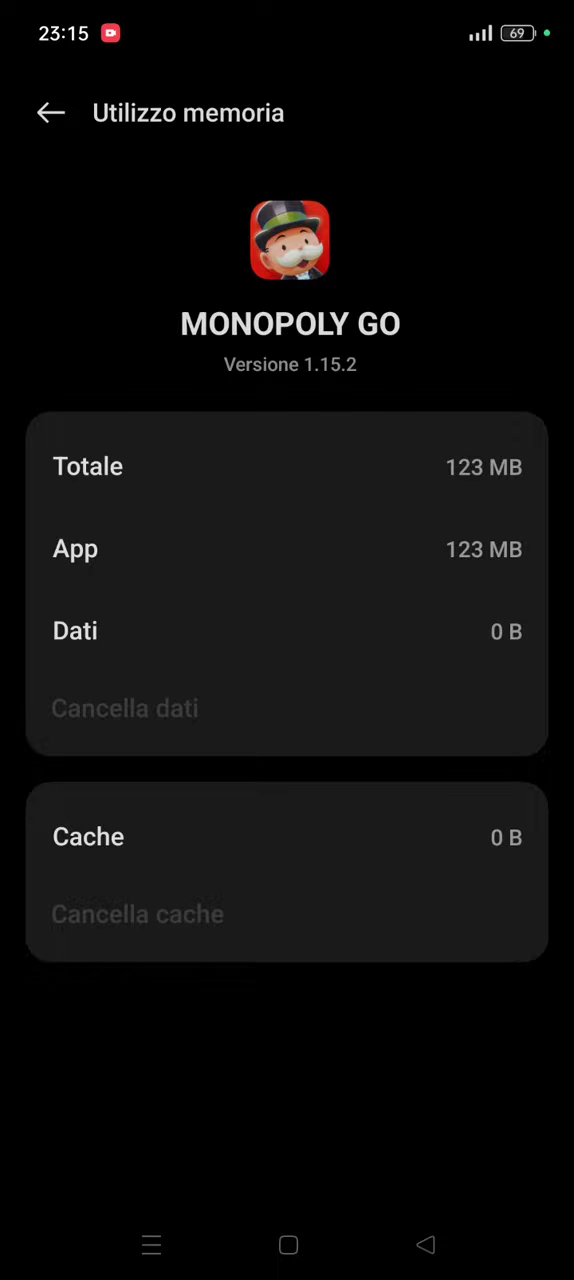 23:15 69
Utilizzo memoria
MONOPOLY GO
Versione 1.15.2
Totale 123 MB
App 123 MB
Dati 0 B
Cancella dati
Cache 0 B
Cancella cache